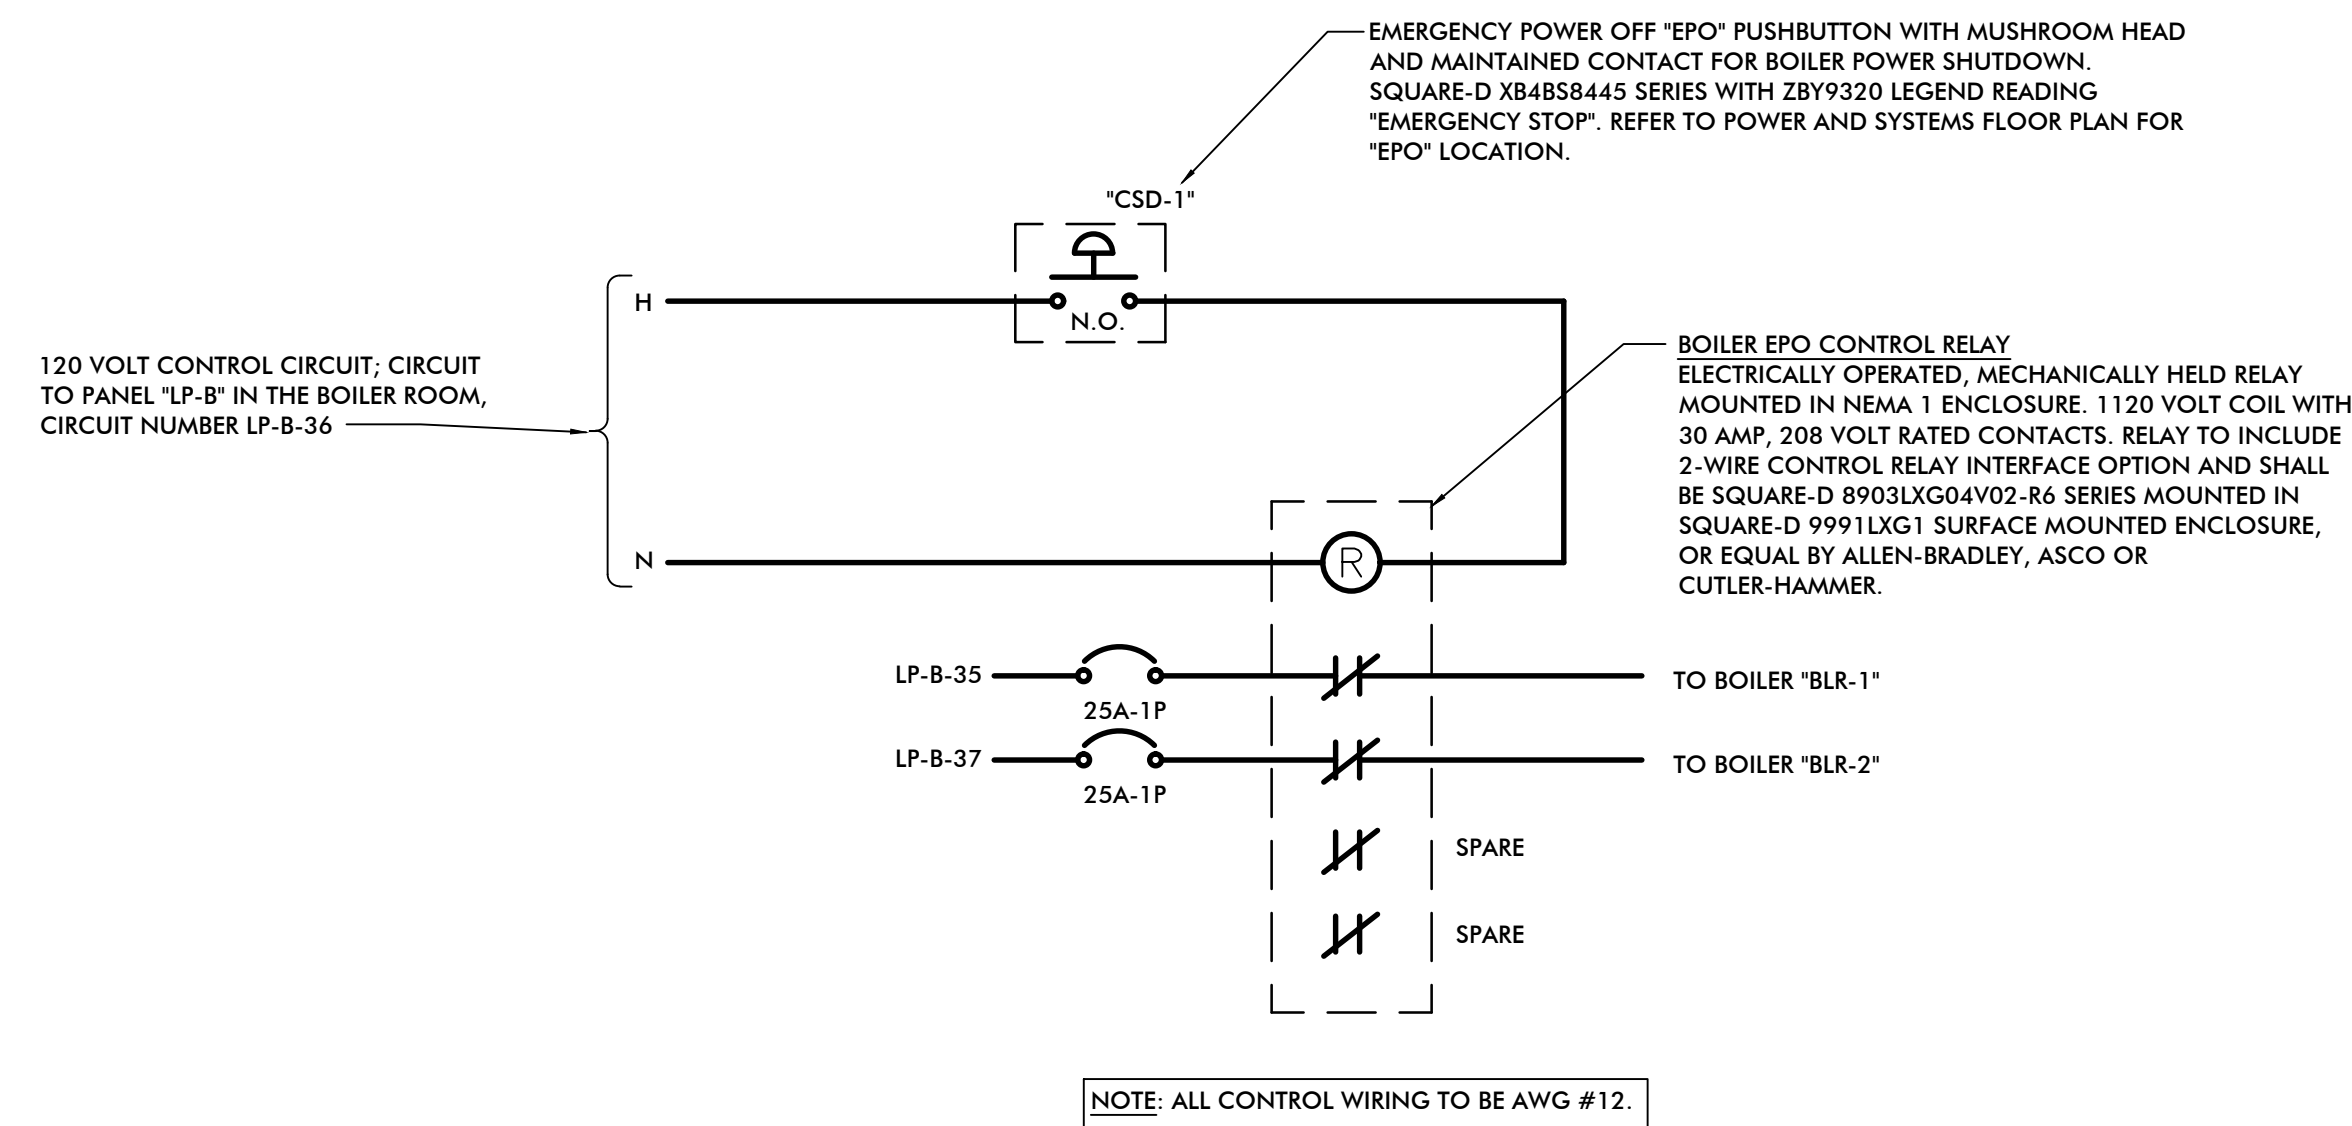 EMERGENCY POWER OFF "EPO" PUSHBUTTON WITH MUSHROOM HEAD
AND MAINTAINED CONTACT FOR BOILER POWER SHUTDOWN.
SQUARE-D XB4BS8445 SERIES WITH ZBY9320 LEGEND READING
"EMERGENCY STOP". REFER TO POWER AND SYSTEMS FLOOR PLAN FOR
"EPO" LOCATION.
"CSD-1"
H
N.O.
120 VOLT CONTROL CIRCUIT; CIRCUIT
TO PANEL "LP-B" IN THE BOILER ROOM,
CIRCUIT NUMBER LP-B-36
BOILER EPO CONTROL RELAY
ELECTRICALLY OPERATED, MECHANICALLY HELD RELAY
MOUNTED IN NEMA 1 ENCLOSURE. 1120 VOLT COIL WITH
30 AMP, 208 VOLT RATED CONTACTS. RELAY TO INCLUDE
2-WIRE CONTROL RELAY INTERFACE OPTION AND SHALL
BE SQUARE-D 8903LXG04V02-R6 SERIES MOUNTED IN
SQUARE-D 9991LXG1 SURFACE MOUNTED ENCLOSURE,
OR EQUAL BY ALLEN-BRADLEY, ASCO OR
CUTLER-HAMMER.
N
R
LP-B-35
25A-1P
TO BOILER "BLR-1"
LP-B-37
25A-1P
TO BOILER "BLR-2"
SPARE
SPARE
NOTE: ALL CONTROL WIRING TO BE AWG #12.